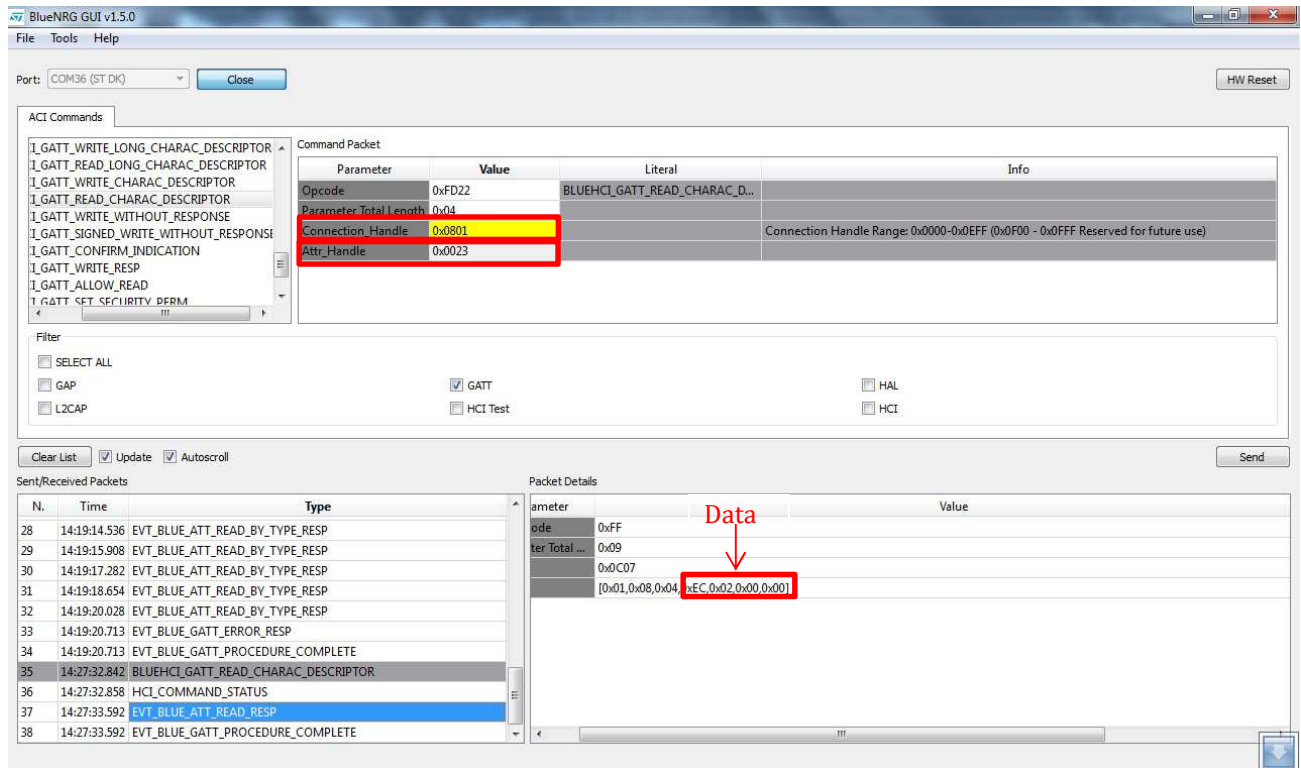 BlueNRG GUI v1.5.0
File Tools Help
Port: COM36 (ST DK) Close HW Reset
ACI Commands
I_GATT_WRITE_LONG_CHARAC_DESCRIPTOR
I_GATT_READ_LONG_CHARAC_DESCRIPTOR
I_GATT_WRITE_CHARAC_DESCRIPTOR
I_GATT_READ_CHARAC_DESCRIPTOR
I_GATT_WRITE_WITHOUT_RESPONSE
I_GATT_SIGNED_WRITE_WITHOUT_RESPONSE
I_GATT_CONFIRM_INDICATION
I_GATT_WRITE_RESP
I_GATT_ALLOW_READ
I_GATT_SET_SECURITY_PERM
Command Packet
Parameter Value Literal Info
Opcode 0xFD22 BLUEHCI_GATT_READ_CHARAC_D...
Parameter Total Length 0x04
Connection_Handle 0x0801 Connection Handle Range: 0x0000-0x0EFF (0x0F00 - 0x0FFF Reserved for future use)
Attr_Handle 0x0023
Filter
SELECT ALL
GAP GATT HAL
L2CAP HCI Test HCI
Clear List Update Autoscroll Send
Sent/Received Packets
N. Time Type
28 14:19:14.536 EVT_BLUE_ATT_READ_BY_TYPE_RESP
29 14:19:15.908 EVT_BLUE_ATT_READ_BY_TYPE_RESP
30 14:19:17.282 EVT_BLUE_ATT_READ_BY_TYPE_RESP
31 14:19:18.654 EVT_BLUE_ATT_READ_BY_TYPE_RESP
32 14:19:20.028 EVT_BLUE_ATT_READ_BY_TYPE_RESP
33 14:19:20.713 EVT_BLUE_GATT_ERROR_RESP
34 14:19:20.713 EVT_BLUE_GATT_PROCEDURE_COMPLETE
35 14:27:32.842 BLUEHCI_GATT_READ_CHARAC_DESCRIPTOR
36 14:27:32.858 HCI_COMMAND_STATUS
37 14:27:33.592 EVT_BLUE_ATT_READ_RESP
38 14:27:33.592 EVT_BLUE_GATT_PROCEDURE_COMPLETE
Packet Details
ameter Value
Data
ode 0xFF
ter Total ... 0x09
0x0C07
[0x01,0x08,0x04,0xEC,0x02,0x00,0x00]